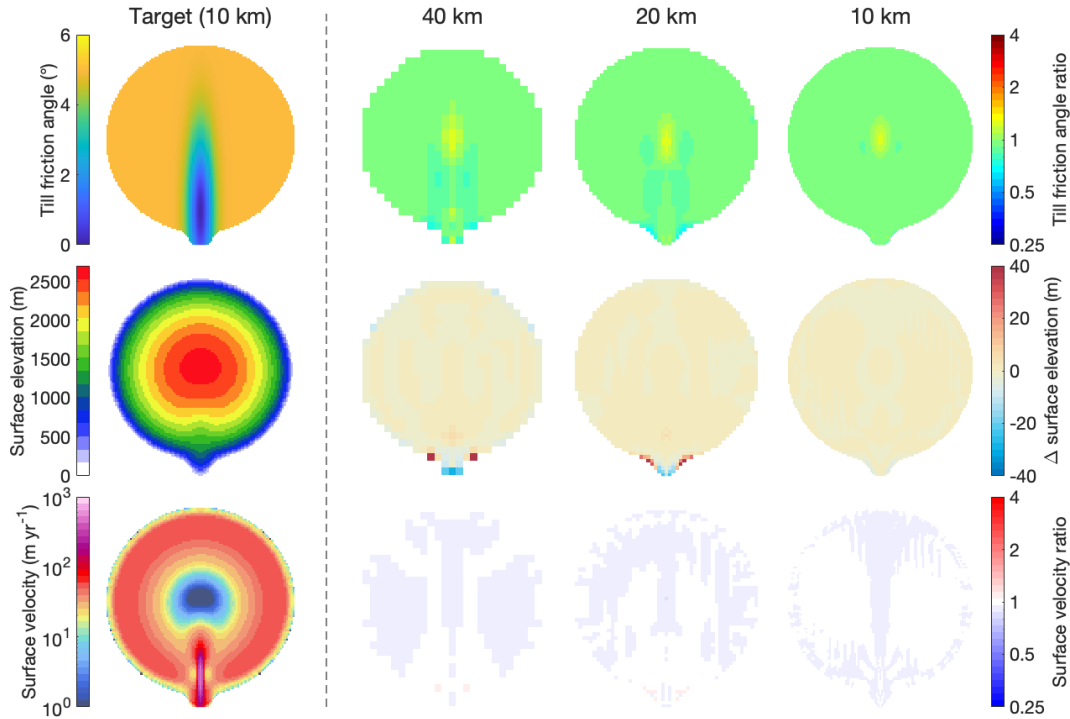 Target (10 km)
40 km
20 km
10 km
Till friction angle (°)
6
4
2
0
4
2
1
0.5
0.25
Till friction angle ratio
Surface elevation (m)
2500
2000
1500
1000
500
0
40
20
0
-20
-40
Δ surface elevation (m)
Surface velocity (m yr⁻¹)
10³
10²
10¹
10⁰
4
2
1
0.5
0.25
Surface velocity ratio